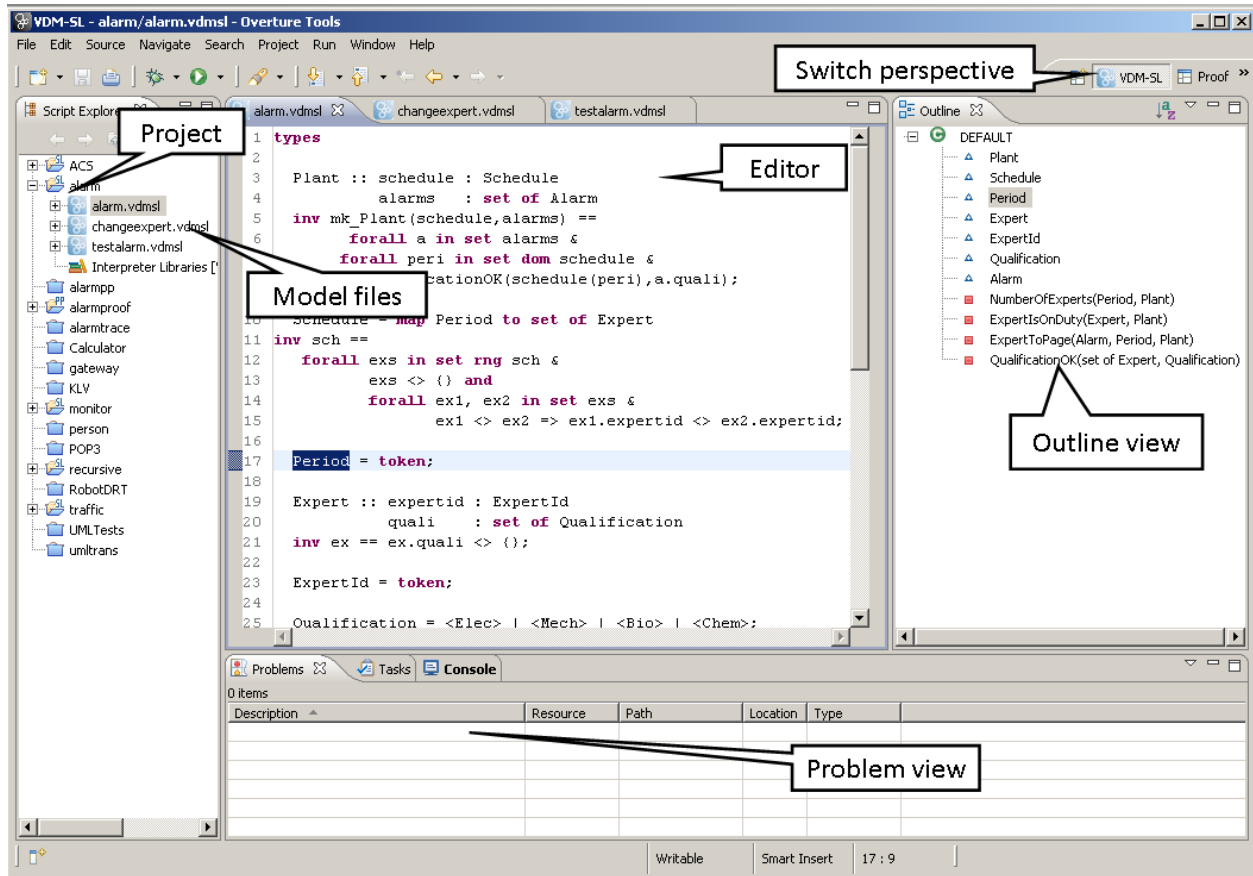 VDM-SL - alarm/alarm.vdmsl - Overture Tools
File Edit Source Navigate Search Project Run Window Help
Switch perspective
VDM-SL
Proof
Script Explore
Project
ACS
alarm
alarm.vdmsl
changeexpert.vdmsl
testalarm.vdmsl
Interpreter Libraries ["
alarmpp
alarmproof
alarmtrace
Calculator
gateway
KLV
monitor
person
POP3
recursive
RobotDRT
traffic
UMLTests
umltrans
Model files
alarm.vdmsl changeexpert.vdmsl testalarm.vdmsl
Editor
1 types
2
3 Plant :: schedule : Schedule
4 alarms : set of Alarm
5 inv mk_Plant(schedule,alarms) ==
6 forall a in set alarms &
forall peri in set dom schedule &
cationOK(schedule(peri),a.quali);
10 Schedule = map Period to set of Expert
11 inv sch ==
12 forall exs in set rng sch &
13 exs <> {} and
14 forall ex1, ex2 in set exs &
15 ex1 <> ex2 => ex1.expertid <> ex2.expertid;
16
17 Period = token;
18
19 Expert :: expertid : ExpertId
20 quali : set of Qualification
21 inv ex == ex.quali <> {};
22
23 ExpertId = token;
24
25 Qualification = <Elec> | <Mech> | <Bio> | <Chem>;
Outline
DEFAULT
Plant
Schedule
Period
Expert
ExpertId
Qualification
Alarm
NumberOfExperts(Period, Plant)
ExpertIsOnDuty(Expert, Plant)
ExpertToPage(Alarm, Period, Plant)
QualificationOK(set of Expert, Qualification)
Outline view
Problems Tasks Console
0 items
Description Resource Path Location Type
Problem view
Writable Smart Insert 17 : 9